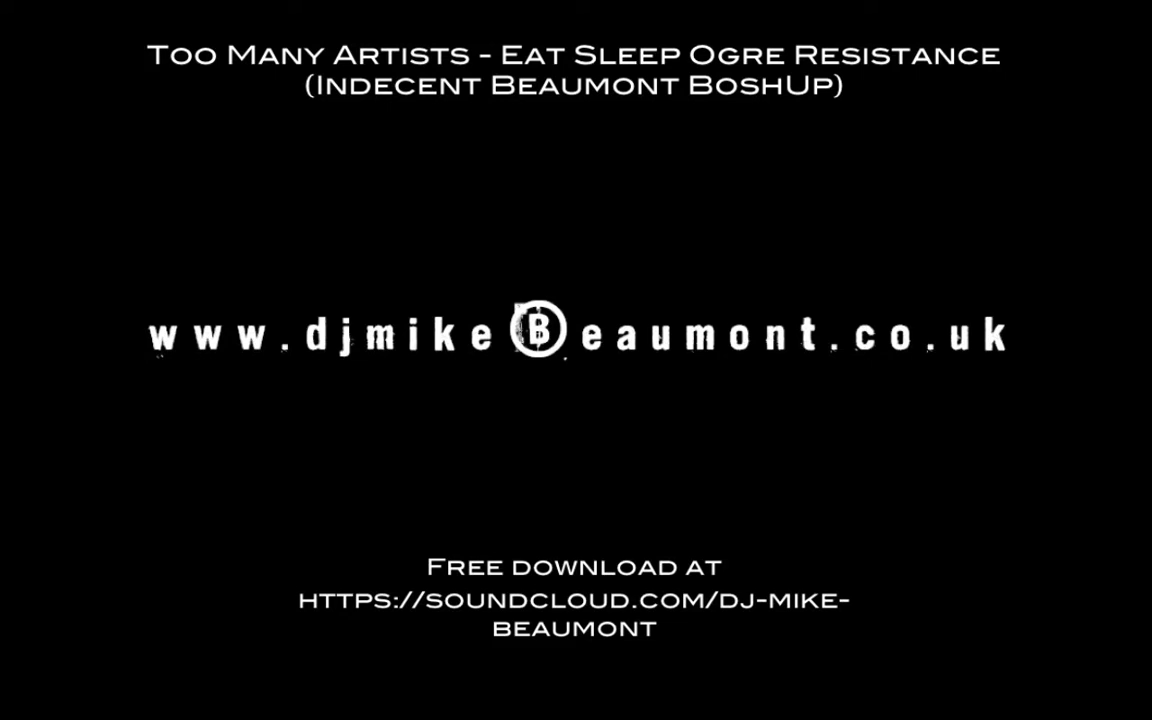 Too Many Artists - Eat Sleep Ogre Resistance
(Indecent Beaumont BoshUp)
www.djmikeBeaumont.co.uk
Free download at
https://soundcloud.com/dj-mike-
beaumont